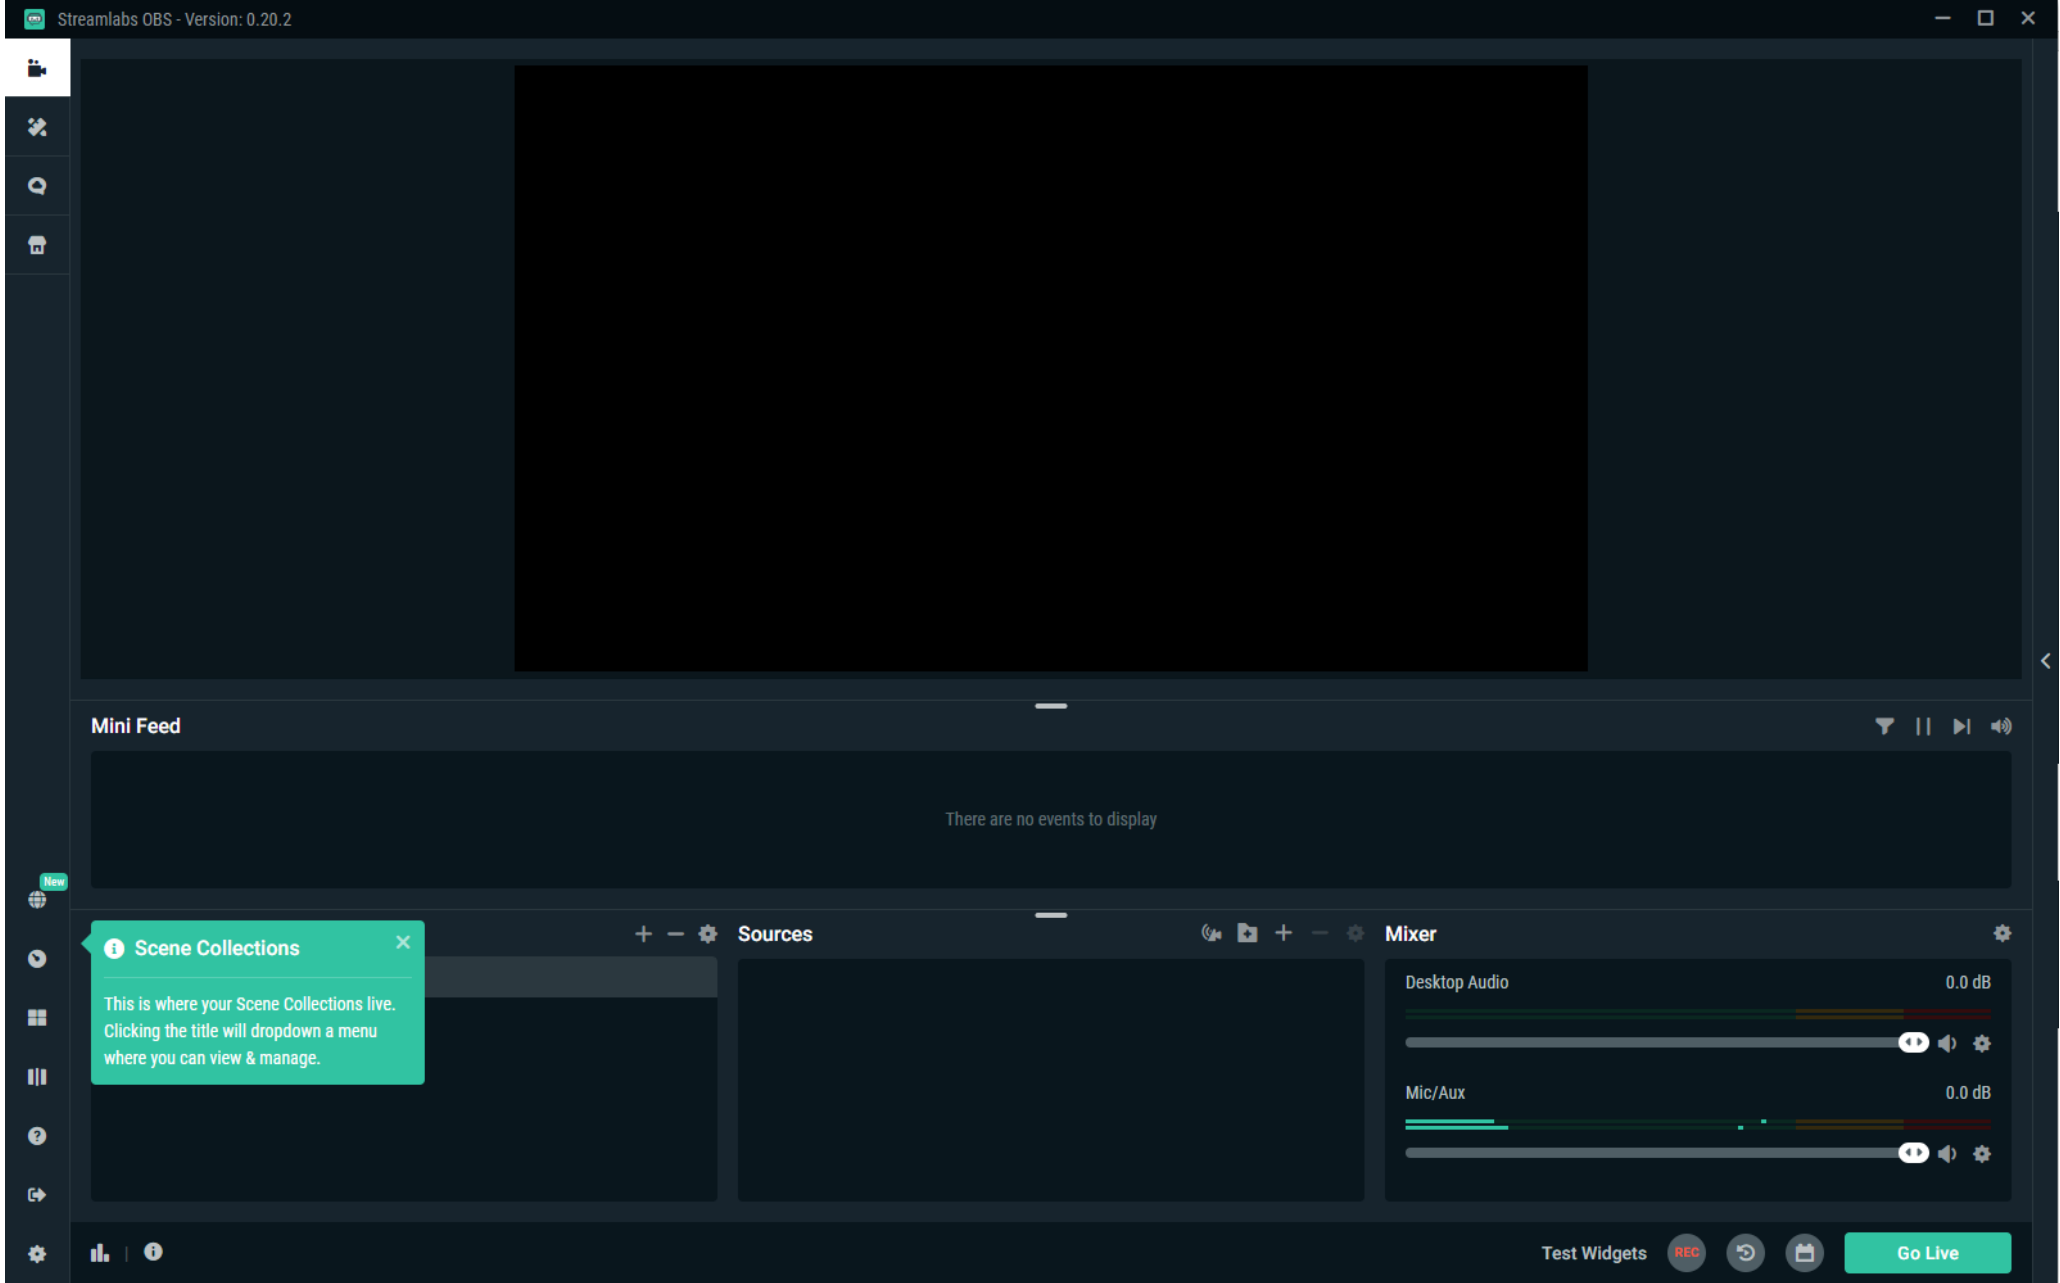 Streamlabs OBS - Version: 0.20.2
Mini Feed
There are no events to display
New
Scene Collections
This is where your Scene Collections live.
Clicking the title will dropdown a menu
where you can view & manage.
Sources
Mixer
Desktop Audio
0.0 dB
Mic/Aux
0.0 dB
Test Widgets
REC
Go Live